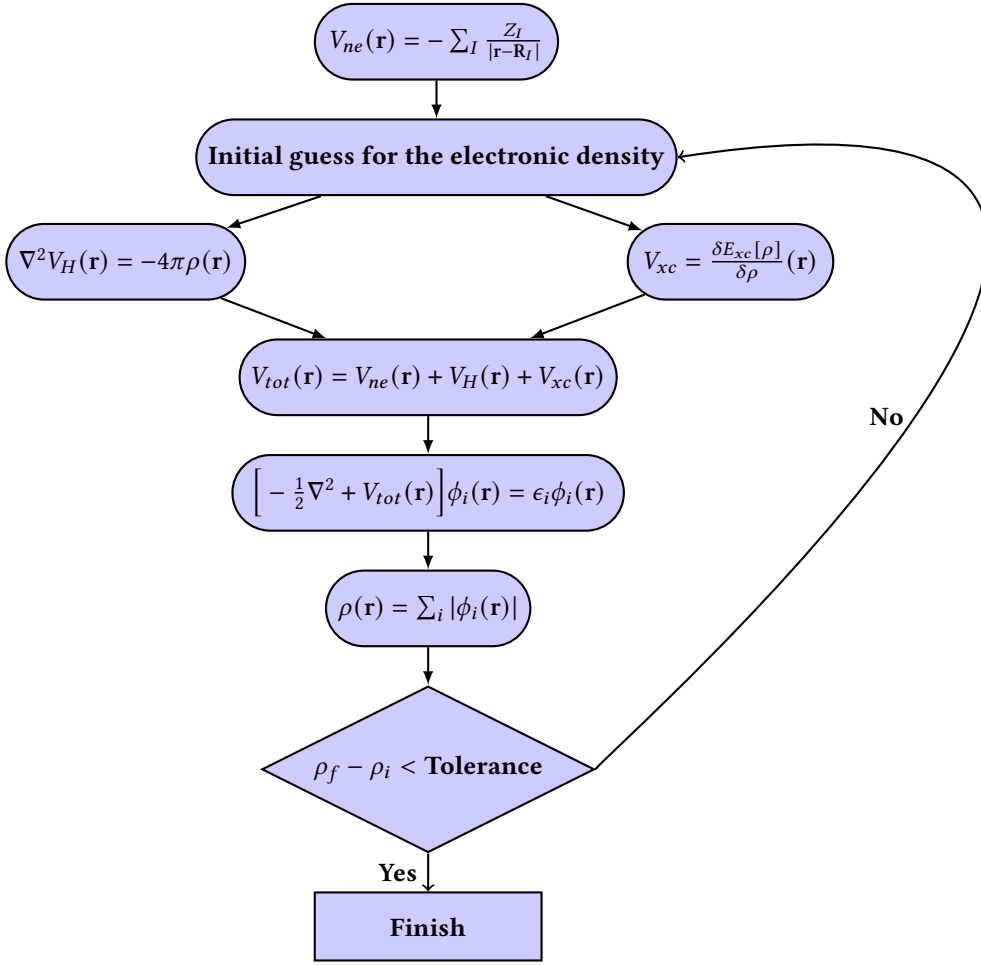 V_{ne}(r) = − ∑_I Z_I / |r−R_I|
Initial guess for the electronic density
∇²V_H(r) = −4πρ(r)
V_{xc} = δE_{xc}[ρ] / δρ (r)
V_{tot}(r) = V_{ne}(r) + V_H(r) + V_{xc}(r)
No
[ − 1/2 ∇² + V_{tot}(r) ] ϕ_i(r) = ϵ_iϕ_i(r)
ρ(r) = ∑_i |ϕ_i(r)|
ρ_f − ρ_i < Tolerance
Yes
Finish